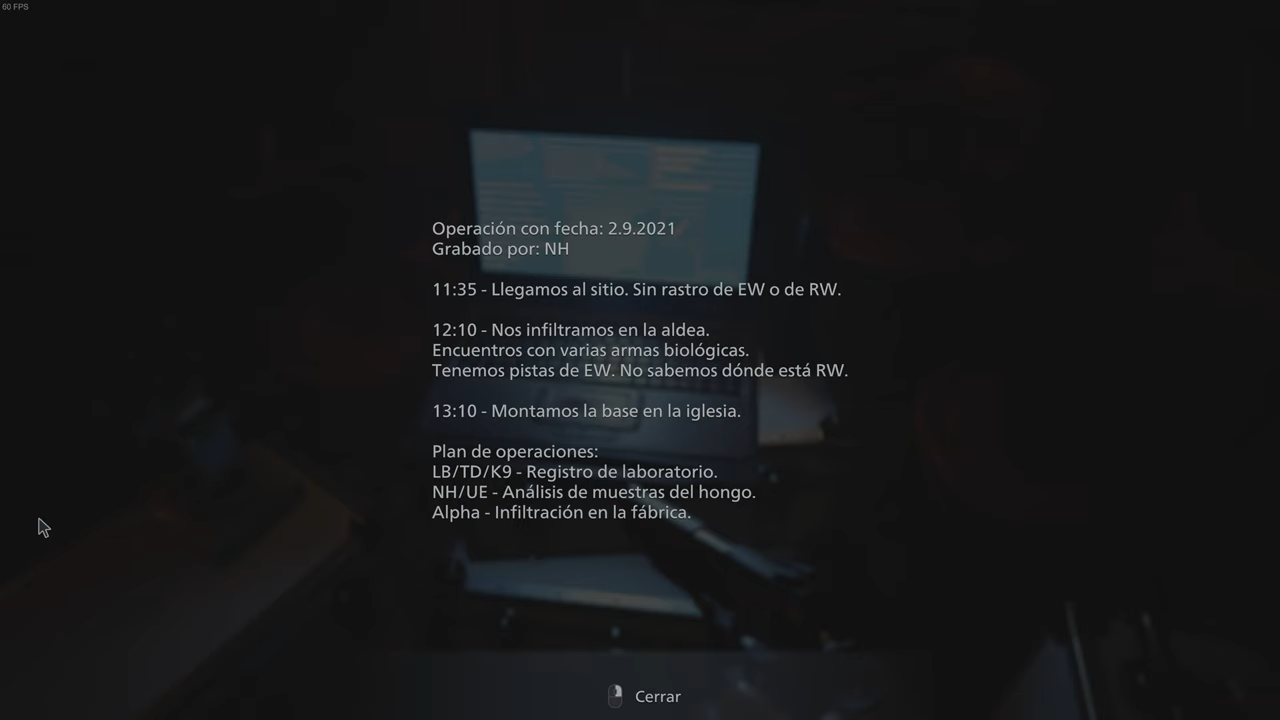 60 FPS
Operación con fecha: 2.9.2021
Grabado por: NH
11:35 - Llegamos al sitio. Sin rastro de EW o de RW.
12:10 - Nos infiltramos en la aldea.
Encuentros con varias armas biológicas.
Tenemos pistas de EW. No sabemos dónde está RW.
13:10 - Montamos la base en la iglesia.
Plan de operaciones:
LB/TD/K9 - Registro de laboratorio.
NH/UE - Análisis de muestras del hongo.
Alpha - Infiltración en la fábrica.
Cerrar